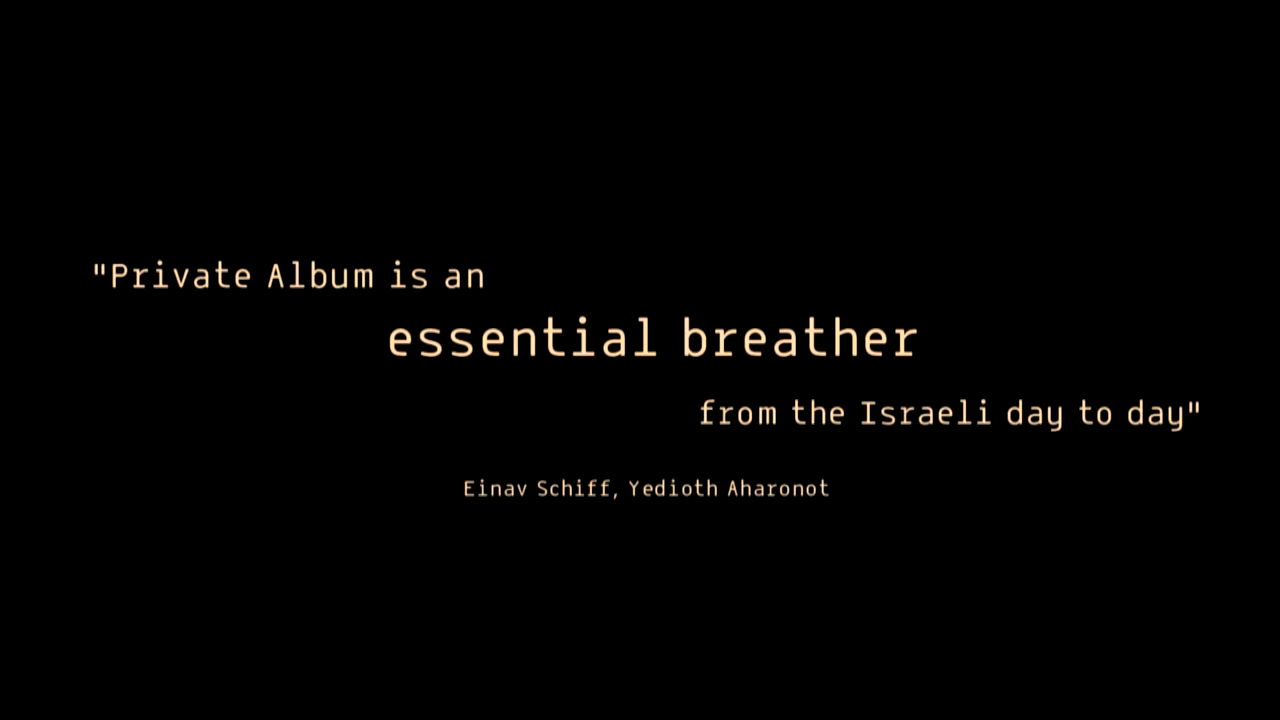 "Private Album is an
essential breather
from the Israeli day to day"
Einav Schiff, Yedioth Aharonot